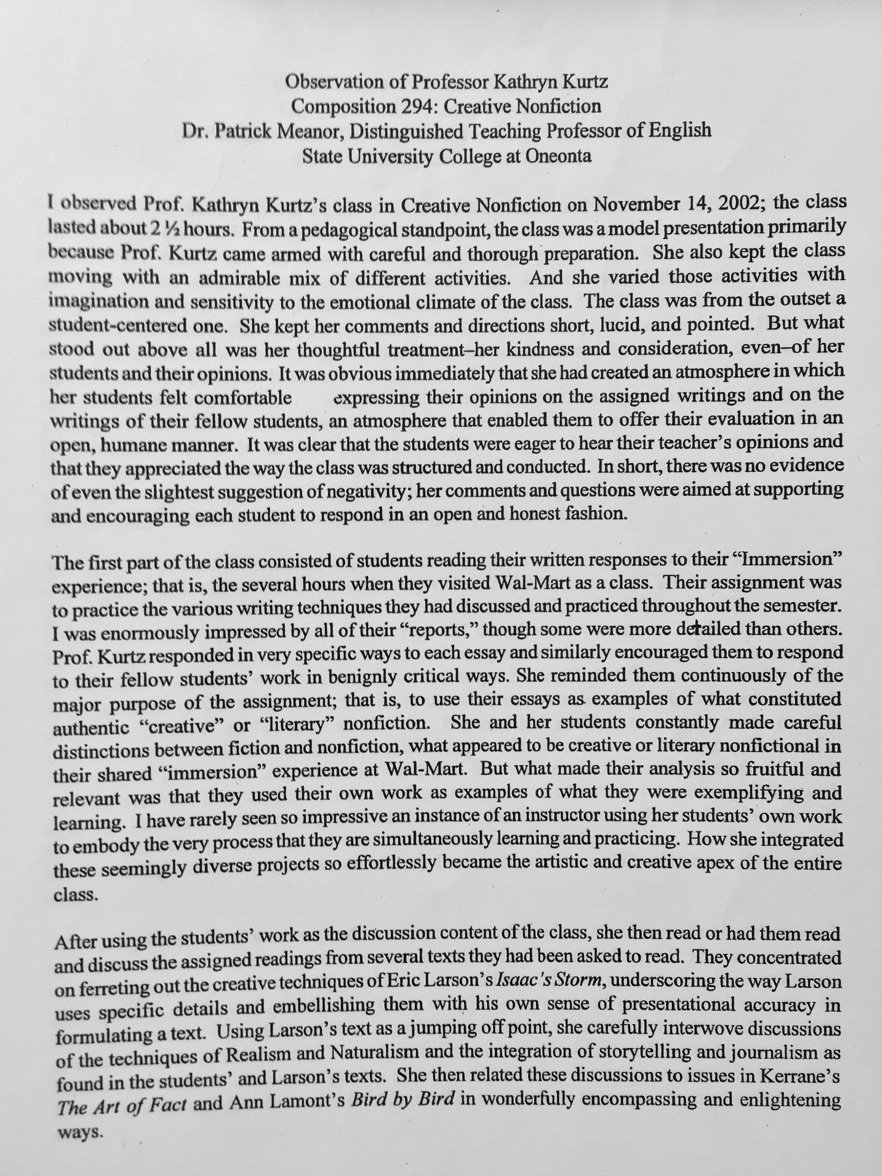 Observation of Professor Kathryn Kurtz
Composition 294: Creative Nonfiction
Dr. Patrick Meanor, Distinguished Teaching Professor of English
State University College at Oneonta
I observed Prof. Kathryn Kurtz's class in Creative Nonfiction on November 14, 2002; the class
lasted about 2 ½ hours. From a pedagogical standpoint, the class was a model presentation primarily
because Prof. Kurtz came armed with careful and thorough preparation. She also kept the class
moving with an admirable mix of different activities. And she varied those activities with
imagination and sensitivity to the emotional climate of the class. The class was from the outset a
student-centered one. She kept her comments and directions short, lucid, and pointed. But what
stood out above all was her thoughtful treatment–her kindness and consideration, even–of her
students and their opinions. It was obvious immediately that she had created an atmosphere in which
her students felt comfortable expressing their opinions on the assigned writings and on the
writings of their fellow students, an atmosphere that enabled them to offer their evaluation in an
open, humane manner. It was clear that the students were eager to hear their teacher's opinions and
that they appreciated the way the class was structured and conducted. In short, there was no evidence
of even the slightest suggestion of negativity; her comments and questions were aimed at supporting
and encouraging each student to respond in an open and honest fashion.
The first part of the class consisted of students reading their written responses to their “Immersion”
experience; that is, the several hours when they visited Wal-Mart as a class. Their assignment was
to practice the various writing techniques they had discussed and practiced throughout the semester.
I was enormously impressed by all of their “reports,” though some were more detailed than others.
Prof. Kurtz responded in very specific ways to each essay and similarly encouraged them to respond
to their fellow students' work in benignly critical ways. She reminded them continuously of the
major purpose of the assignment; that is, to use their essays as examples of what constituted
authentic “creative” or “literary” nonfiction. She and her students constantly made careful
distinctions between fiction and nonfiction, what appeared to be creative or literary nonfictional in
their shared “immersion” experience at Wal-Mart. But what made their analysis so fruitful and
relevant was that they used their own work as examples of what they were exemplifying and
learning. I have rarely seen so impressive an instance of an instructor using her students' own work
to embody the very process that they are simultaneously learning and practicing. How she integrated
these seemingly diverse projects so effortlessly became the artistic and creative apex of the entire
class.
After using the students' work as the discussion content of the class, she then read or had them read
and discuss the assigned readings from several texts they had been asked to read. They concentrated
on ferreting out the creative techniques of Eric Larson's Isaac's Storm, underscoring the way Larson
uses specific details and embellishing them with his own sense of presentational accuracy in
formulating a text. Using Larson's text as a jumping off point, she carefully interwove discussions
of the techniques of Realism and Naturalism and the integration of storytelling and journalism as
found in the students' and Larson's texts. She then related these discussions to issues in Kerrane's
The Art of Fact and Ann Lamont's Bird by Bird in wonderfully encompassing and enlightening
ways.